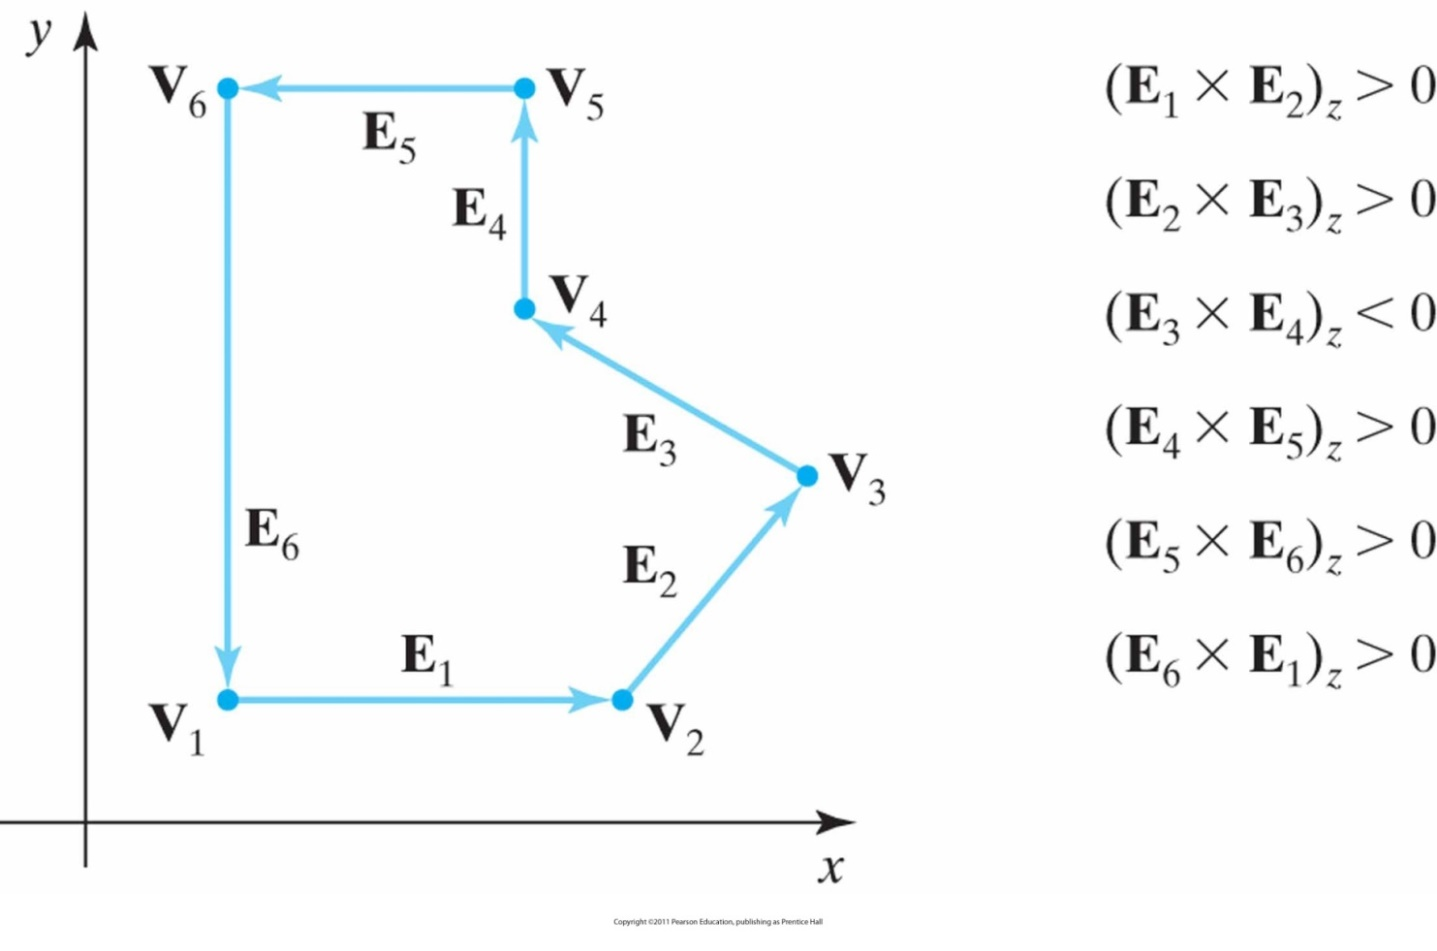 y
V₆
V₅
E₅
E₄
V₄
E₃
V₃
E₆
E₂
E₁
V₁
V₂
x
(E₁ × E₂)z > 0
(E₂ × E₃)z > 0
(E₃ × E₄)z < 0
(E₄ × E₅)z > 0
(E₅ × E₆)z > 0
(E₆ × E₁)z > 0
Copyright ©2011 Pearson Education, publishing as Prentice Hall